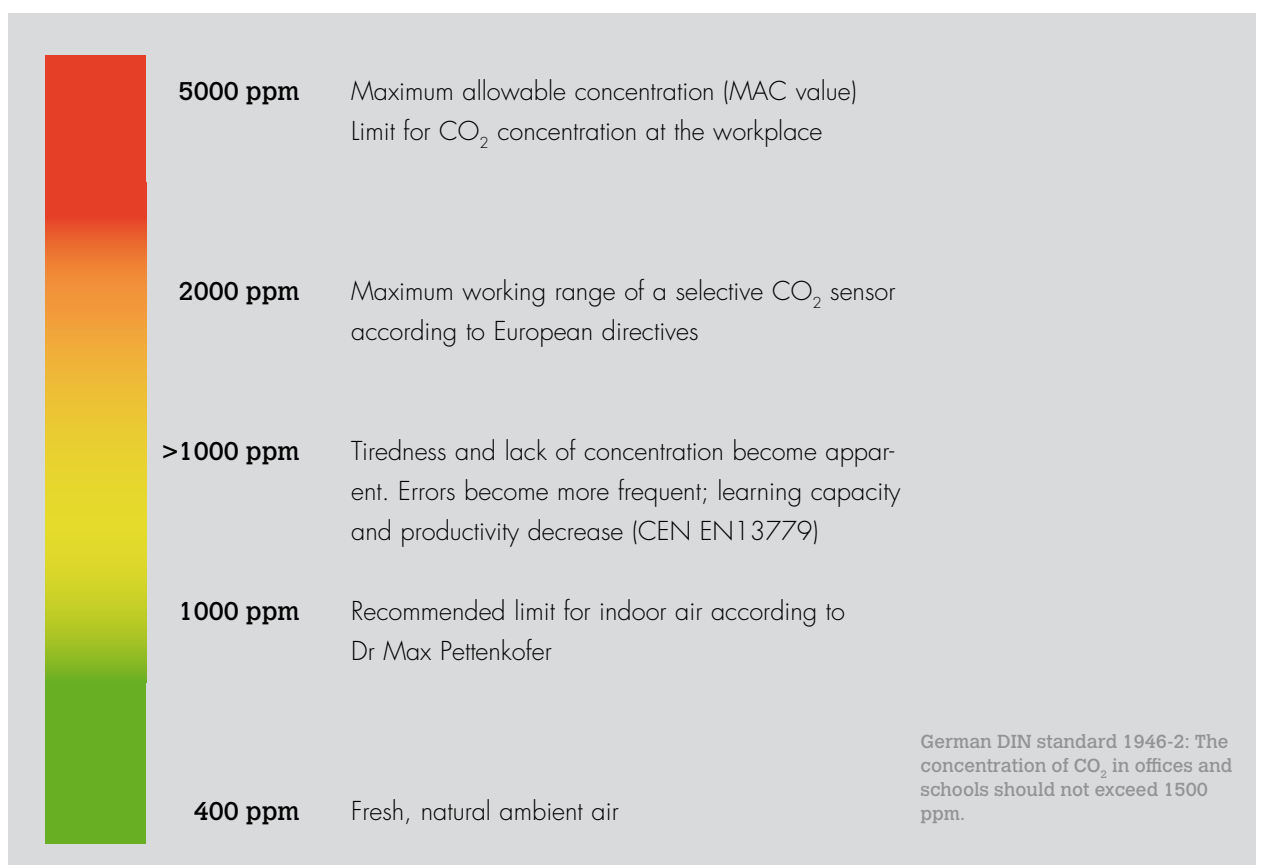 5000 ppm Maximum allowable concentration (MAC value)
Limit for CO₂ concentration at the workplace
2000 ppm Maximum working range of a selective CO₂ sensor
according to European directives
>1000 ppm Tiredness and lack of concentration become appar-
ent. Errors become more frequent; learning capacity
and productivity decrease (CEN EN13779)
1000 ppm Recommended limit for indoor air according to
Dr Max Pettenkofer
400 ppm Fresh, natural ambient air
German DIN standard 1946-2: The
concentration of CO₂ in offices and
schools should not exceed 1500
ppm.